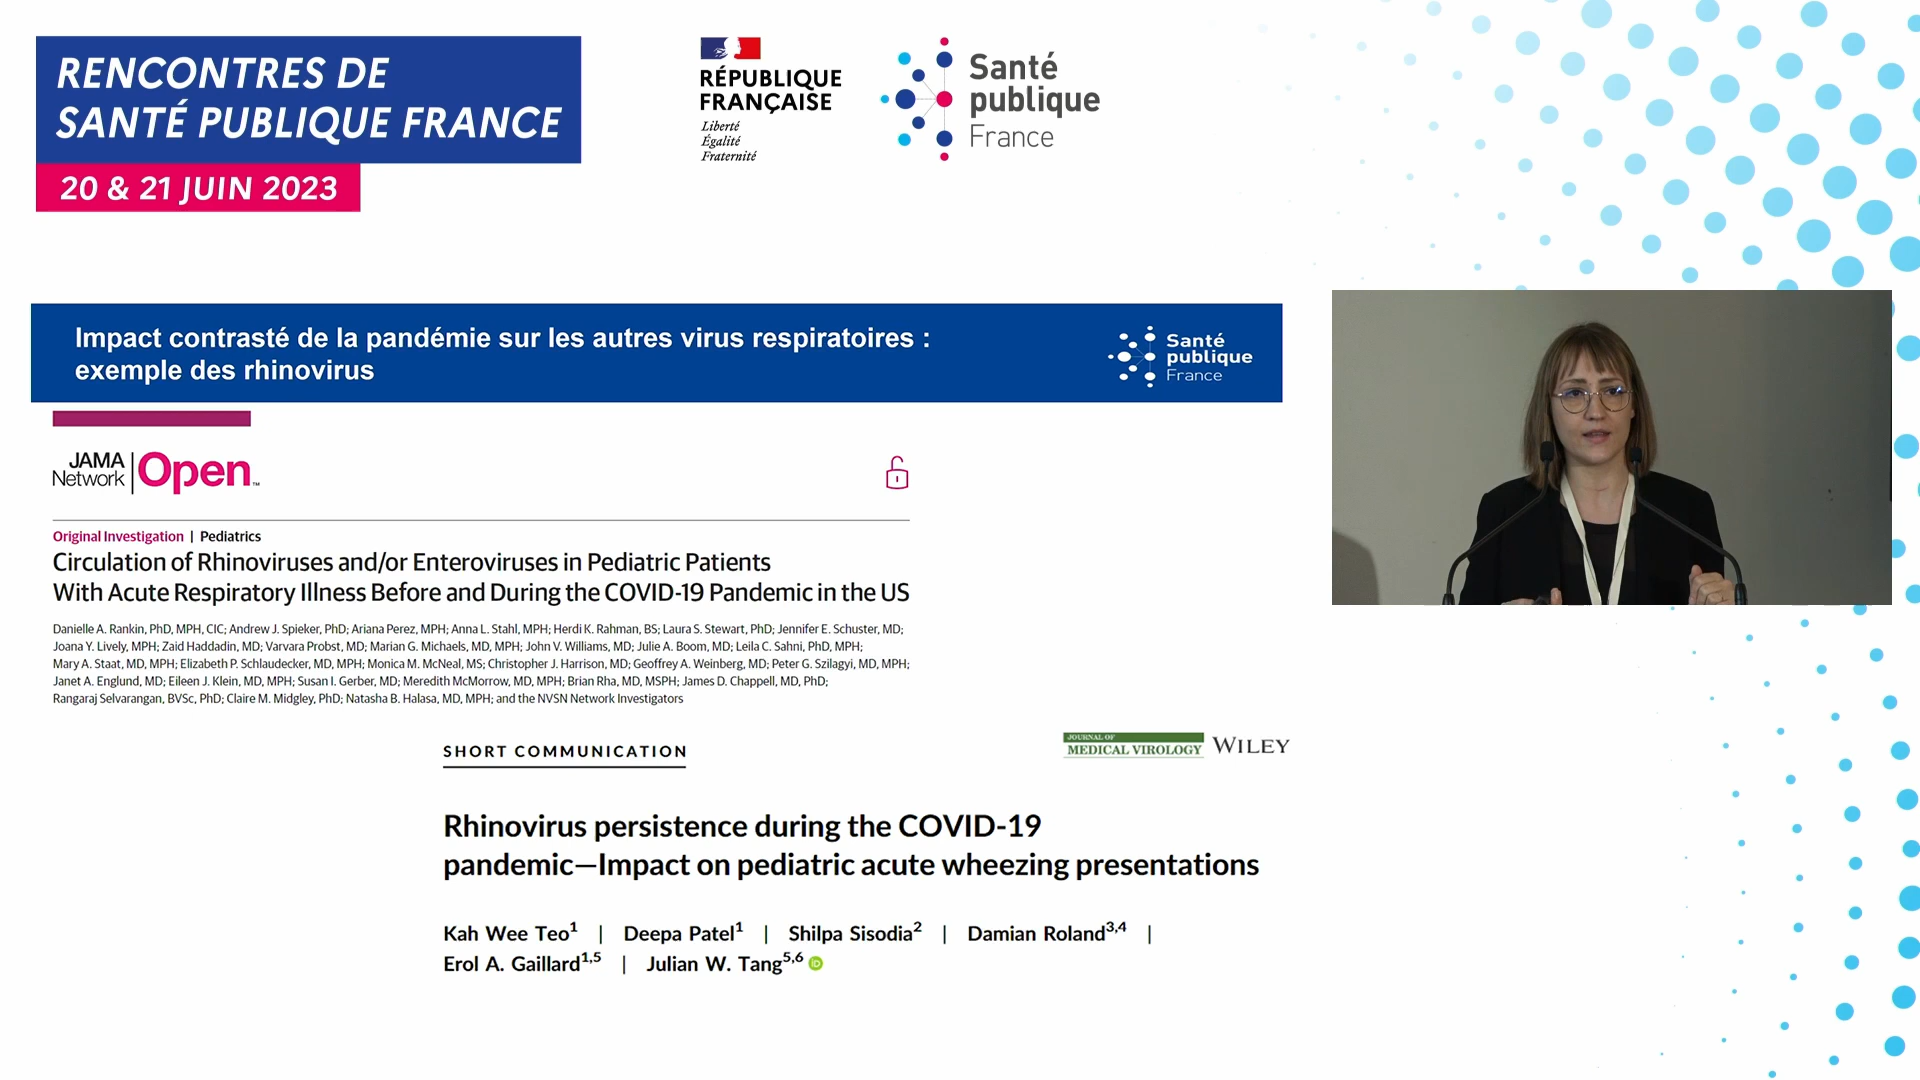 RENCONTRES DE
SANTÉ PUBLIQUE FRANCE
20 & 21 JUIN 2023
RÉPUBLIQUE
FRANÇAISE
Liberté
Égalité
Fraternité
Santé
publique
France
Impact contrasté de la pandémie sur les autres virus respiratoires :
exemple des rhinovirus
Santé
publique
France
JAMA
Network
Open™
Original Investigation | Pediatrics
Circulation of Rhinoviruses and/or Enteroviruses in Pediatric Patients
With Acute Respiratory Illness Before and During the COVID-19 Pandemic in the US
Danielle A. Rankin, PhD, MPH, CIC; Andrew J. Spieker, PhD; Ariana Perez, MPH; Anna L. Stahl, MPH; Herdi K. Rahman, BS; Laura S. Stewart, PhD; Jennifer E. Schuster, MD;
Joana Y. Lively, MPH; Zaid Haddadin, MD; Varvara Probst, MD; Marian G. Michaels, MD, MPH; John V. Williams, MD; Julie A. Boom, MD; Leila C. Sahni, PhD, MPH;
Mary A. Staat, MD, MPH; Elizabeth P. Schlaudecker, MD, MPH; Monica M. McNeal, MS; Christopher J. Harrison, MD; Geoffrey A. Weinberg, MD; Peter G. Szilagyi, MD, MPH;
Janet A. Englund, MD; Eileen J. Klein, MD, MPH; Susan I. Gerber, MD; Meredith McMorrow, MD, MPH; Brian Rha, MD, MSPH; James D. Chappell, MD, PhD;
Rangaraj Selvarangan, BVSc, PhD; Claire M. Midgley, PhD; Natasha B. Halasa, MD, MPH; and the NVSN Network Investigators
SHORT COMMUNICATION
JOURNAL OF
MEDICAL VIROLOGY WILEY
Rhinovirus persistence during the COVID-19
pandemic—Impact on pediatric acute wheezing presentations
Kah Wee Teo1 | Deepa Patel1 | Shilpa Sisodia2 | Damian Roland3,4 |
Erol A. Gaillard1,5 | Julian W. Tang5,6 iD